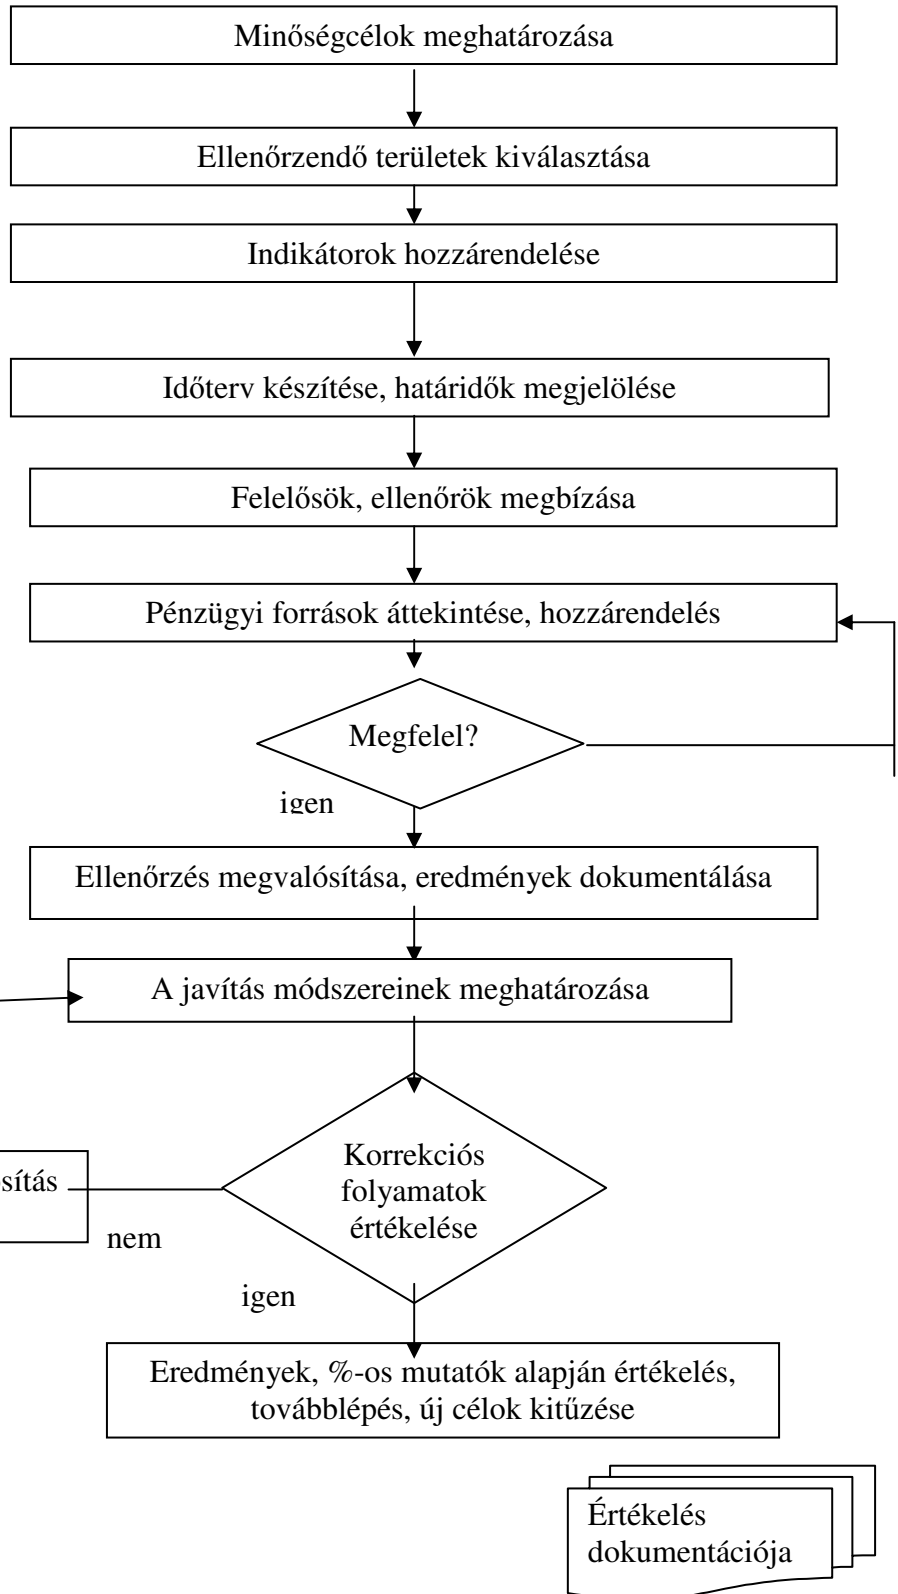 Minőségcélok meghatározása
Ellenőrzendő területek kiválasztása
Indikátorok hozzárendelése
Időterv készítése, határidők megjelölése
Felelősök, ellenőrök megbízása
Pénzügyi források áttekintése, hozzárendelés
Megfelel?
igen
Ellenőrzés megvalósítása, eredmények dokumentálása
A javítás módszereinek meghatározása
Korrekciós
folyamatok
értékelése
sítás
nem
igen
Eredmények, %-os mutatók alapján értékelés,
továbblépés, új célok kitűzése
Értékelés
dokumentációja